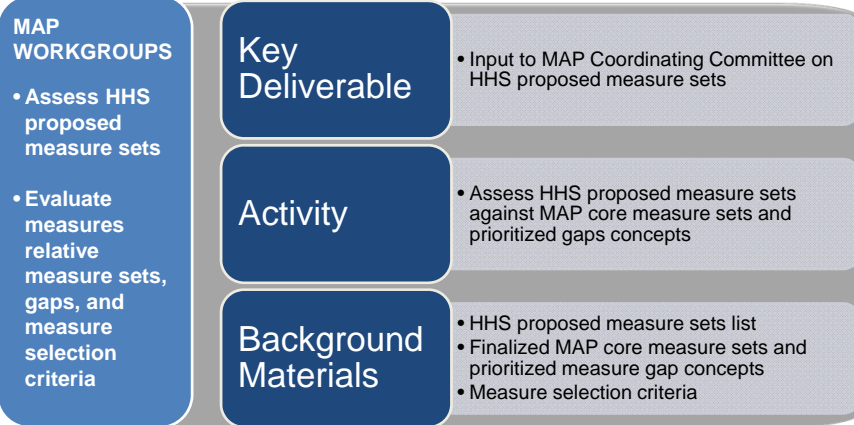 MAP
WORKGROUPS
• Assess HHS
proposed
measure sets
• Evaluate
measures
relative
measure sets,
gaps, and
measure
selection
criteria
Key
Deliverable
• Input to MAP Coordinating Committee on
HHS proposed measure sets
Activity
• Assess HHS proposed measure sets
against MAP core measure sets and
prioritized gaps concepts
Background
Materials
• HHS proposed measure sets list
• Finalized MAP core measure sets and
prioritized measure gap concepts
• Measure selection criteria